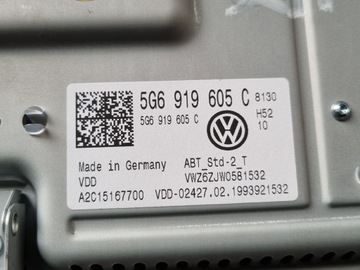 5G6 919 605 C 8130
5G6 919 605 C H52
10
Made in Germany ABT_Std-2_T
VDD VWZ6ZJW0581532
A2C15167700 VDD-02427.02.1993921532